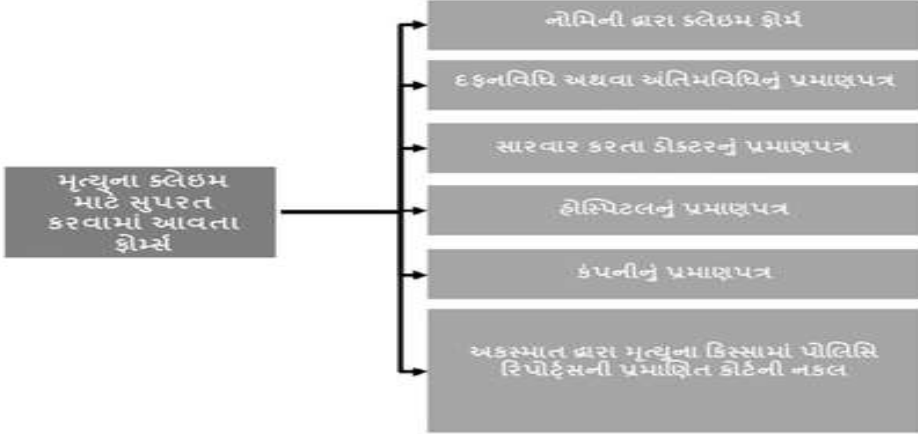 મૃત્યુના ક્લેઇમ
માટે સુપરત
કરવામાં આવતા
ફોર્મ્સ
નોમિની દ્વારા ક્લેઇમ ફોર્મ
દફનવિધિ અથવા અંતિમવિધિનું પ્રમાણપત્ર
સારવાર કરતા ડોક્ટરનું પ્રમાણપત્ર
હોસ્પિટલનું પ્રમાણપત્ર
કંપનીનું પ્રમાણપત્ર
અકસ્માત દ્વારા મૃત્યુના કિસ્સામાં પોલિસિ
રિપોર્ટ્સની પ્રમાણિત કોર્ટની નકલ